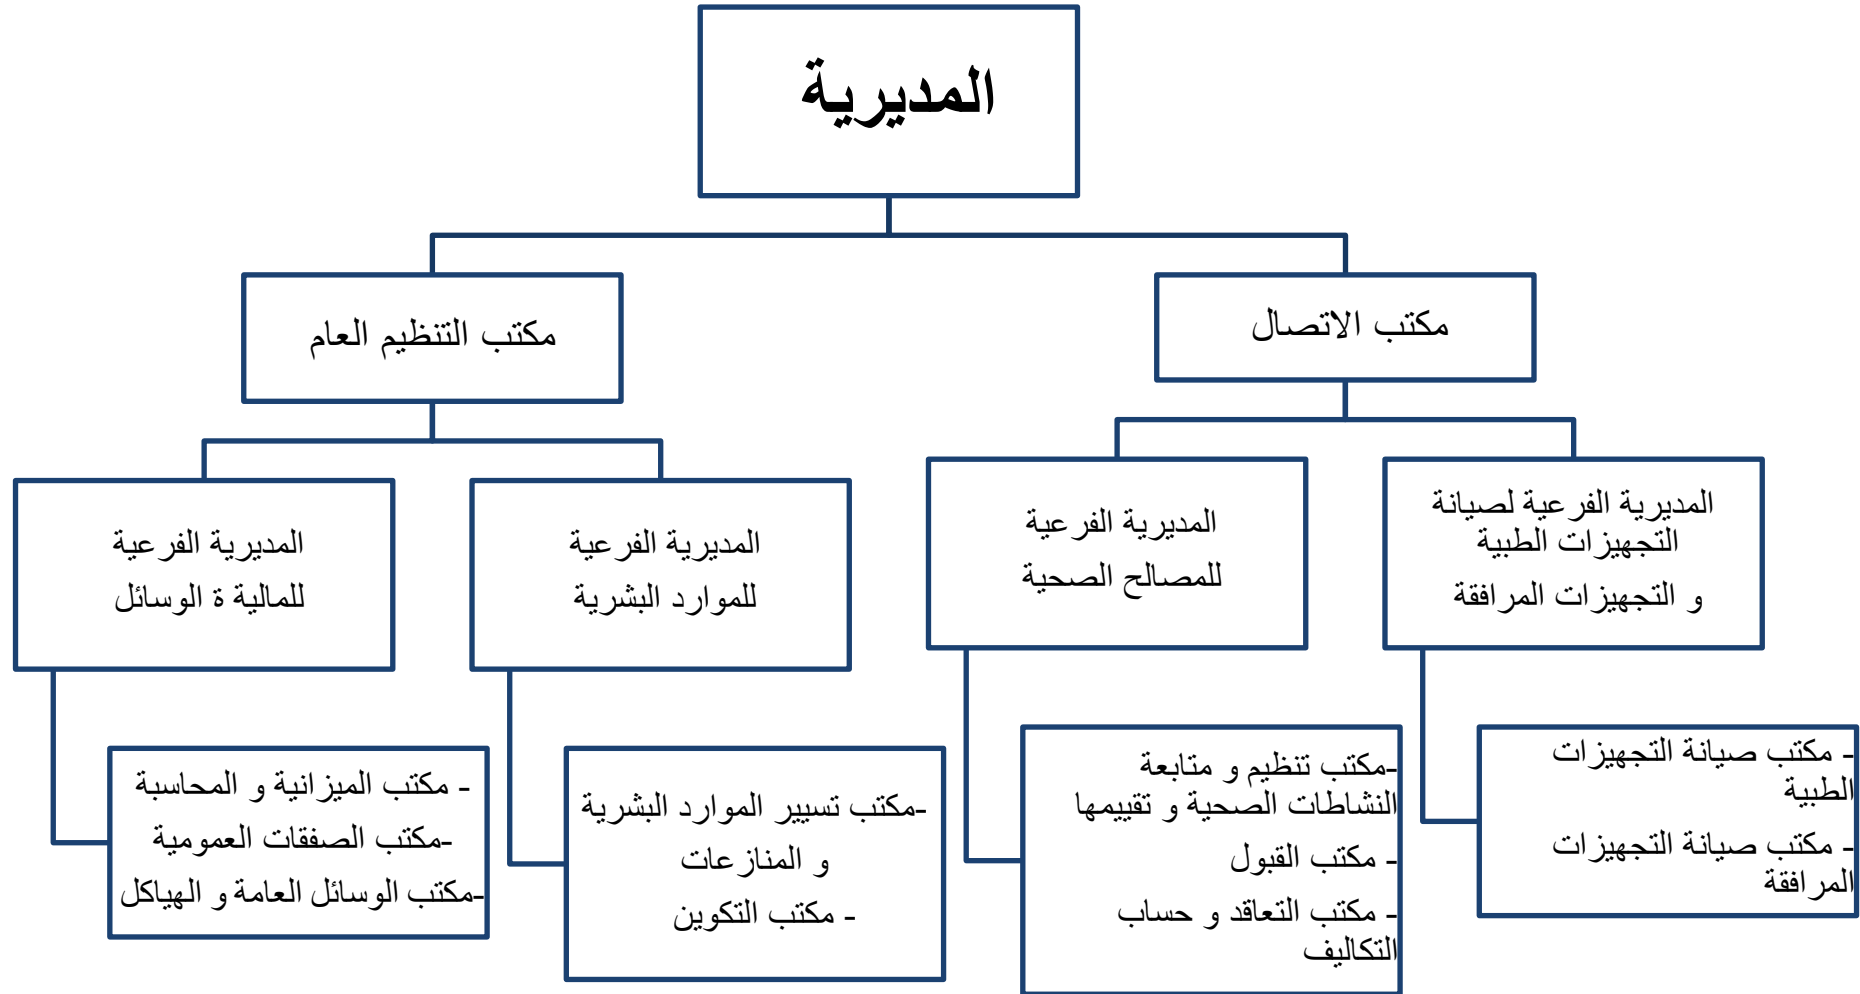 المديرية
مكتب الاتصال
مكتب التنظيم العام
المديرية الفرعية لصيانة
التجهيزات الطبية
و التجهيزات المرافقة
المديرية الفرعية
للمصالح الصحية
المديرية الفرعية
للموارد البشرية
المديرية الفرعية
للمالية ة الوسائل
- مكتب صيانة التجهيزات
الطبية
- مكتب صيانة التجهيزات
المرافقة
-مكتب تنظيم و متابعة
النشاطات الصحية و تقييمها
- مكتب القبول
- مكتب التعاقد و حساب
التكاليف
-مكتب تسيير الموارد البشرية
و المنازعات
- مكتب التكوين
- مكتب الميزانية و المحاسبة
-مكتب الصفقات العمومية
-مكتب الوسائل العامة و الهياكل